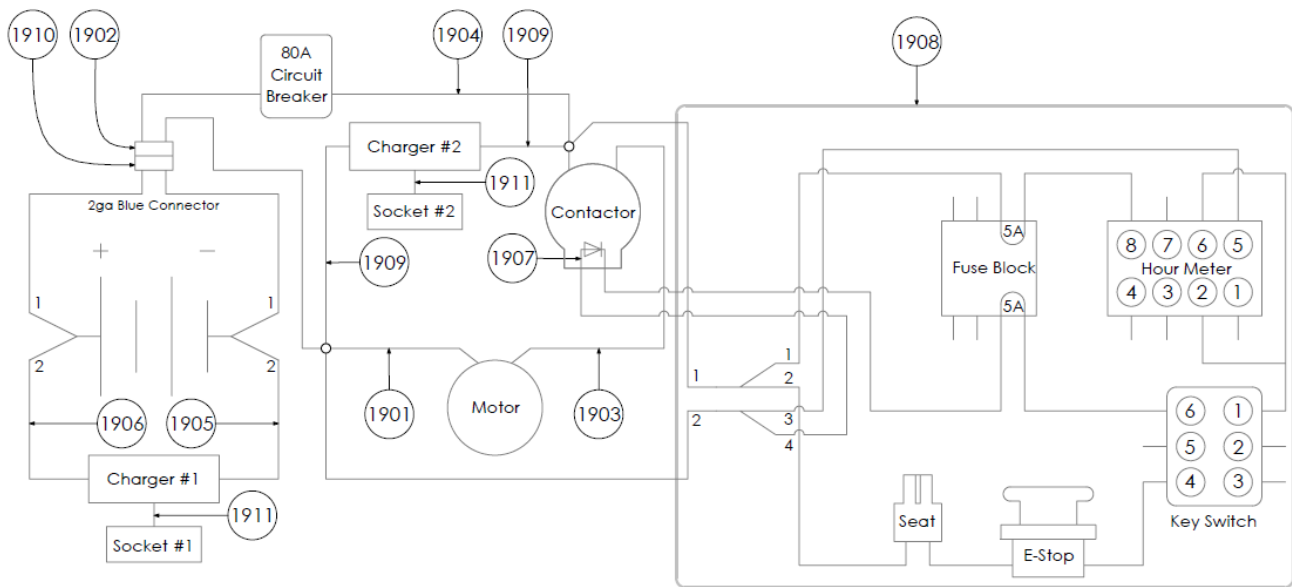 1910
1902
1904
1909
1908
80A
Circuit
Breaker
Charger #2
1911
Socket #2
Contactor
2ga Blue Connector
+
−
1907
1909
5A
Fuse Block
5A
8
7
6
5
Hour Meter
4
3
2
1
1
1
2
2
1906
1905
1901
Motor
1903
1
2
1
2
3
4
6
1
5
2
4
3
Key Switch
Charger #1
1911
Socket #1
Seat
E-Stop